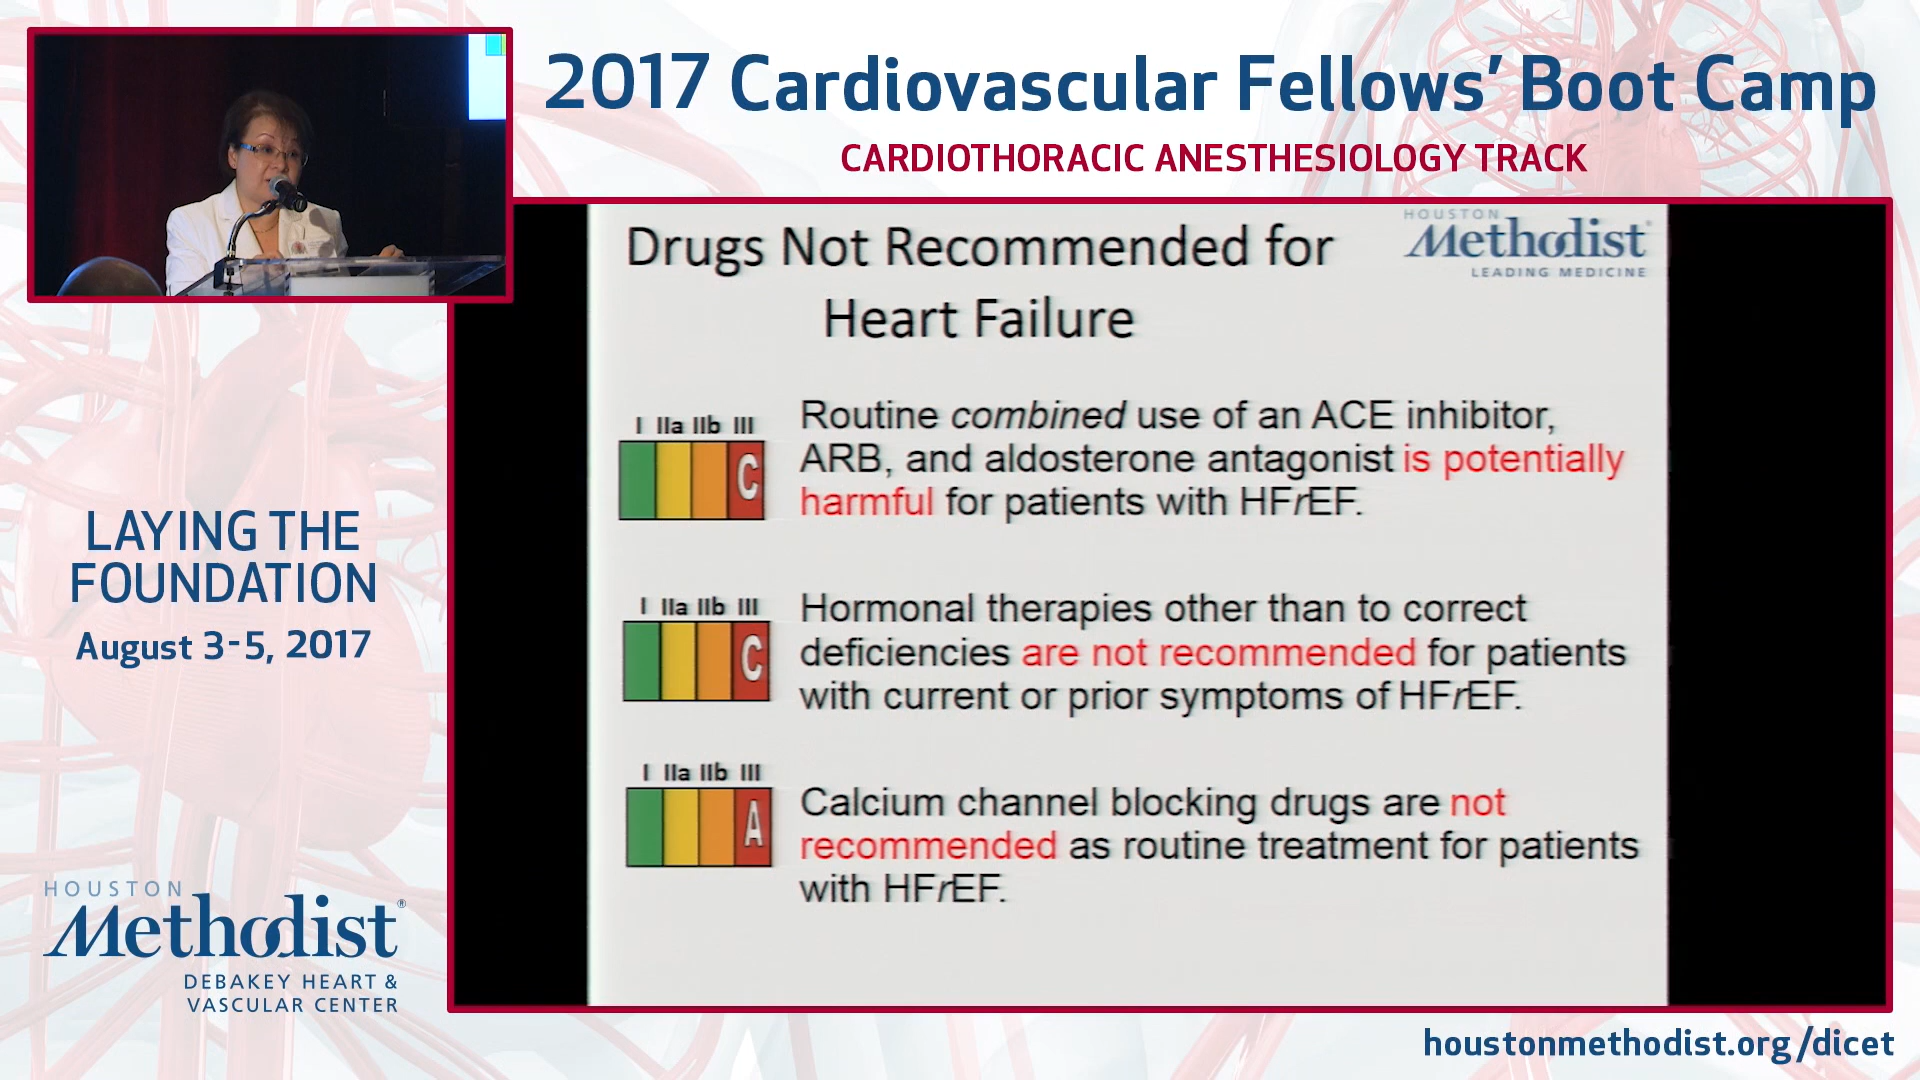 2017 Cardiovascular Fellows' Boot Camp
CARDIOTHORACIC ANESTHESIOLOGY TRACK
HOUSTON
Methodist®
LEADING MEDICINE
Drugs Not Recommended for
Heart Failure
I IIa IIb III
C
Routine combined use of an ACE inhibitor,
ARB, and aldosterone antagonist is potentially
harmful for patients with HFrEF.
I IIa IIb III
C
Hormonal therapies other than to correct
deficiencies are not recommended for patients
with current or prior symptoms of HFrEF.
I IIa IIb III
A
Calcium channel blocking drugs are not
recommended as routine treatment for patients
with HFrEF.
LAYING THE
FOUNDATION
August 3-5, 2017
HOUSTON
Methodist®
DEBAKEY HEART &
VASCULAR CENTER
houstonmethodist.org/dicet